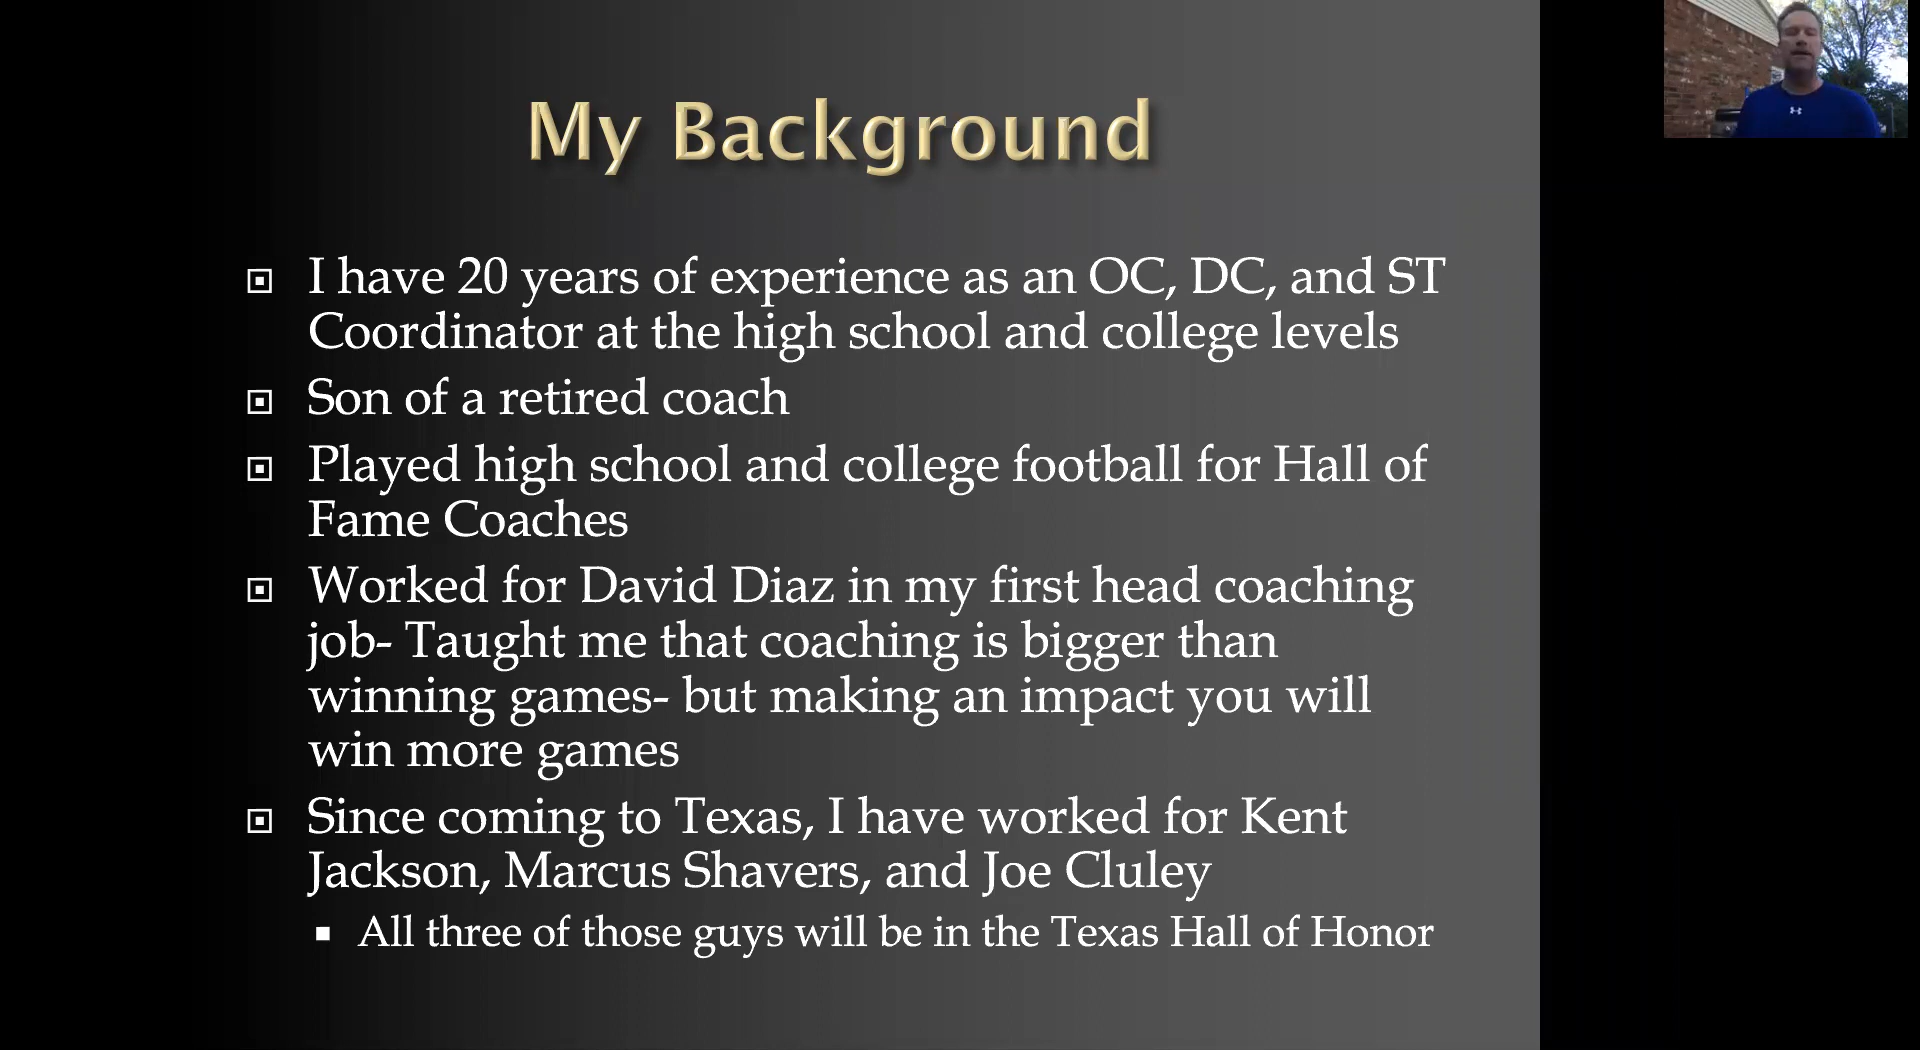 My Background
I have 20 years of experience as an OC, DC, and ST
Coordinator at the high school and college levels
Son of a retired coach
Played high school and college football for Hall of
Fame Coaches
Worked for David Diaz in my first head coaching
job- Taught me that coaching is bigger than
winning games- but making an impact you will
win more games
Since coming to Texas, I have worked for Kent
Jackson, Marcus Shavers, and Joe Cluley
All three of those guys will be in the Texas Hall of Honor